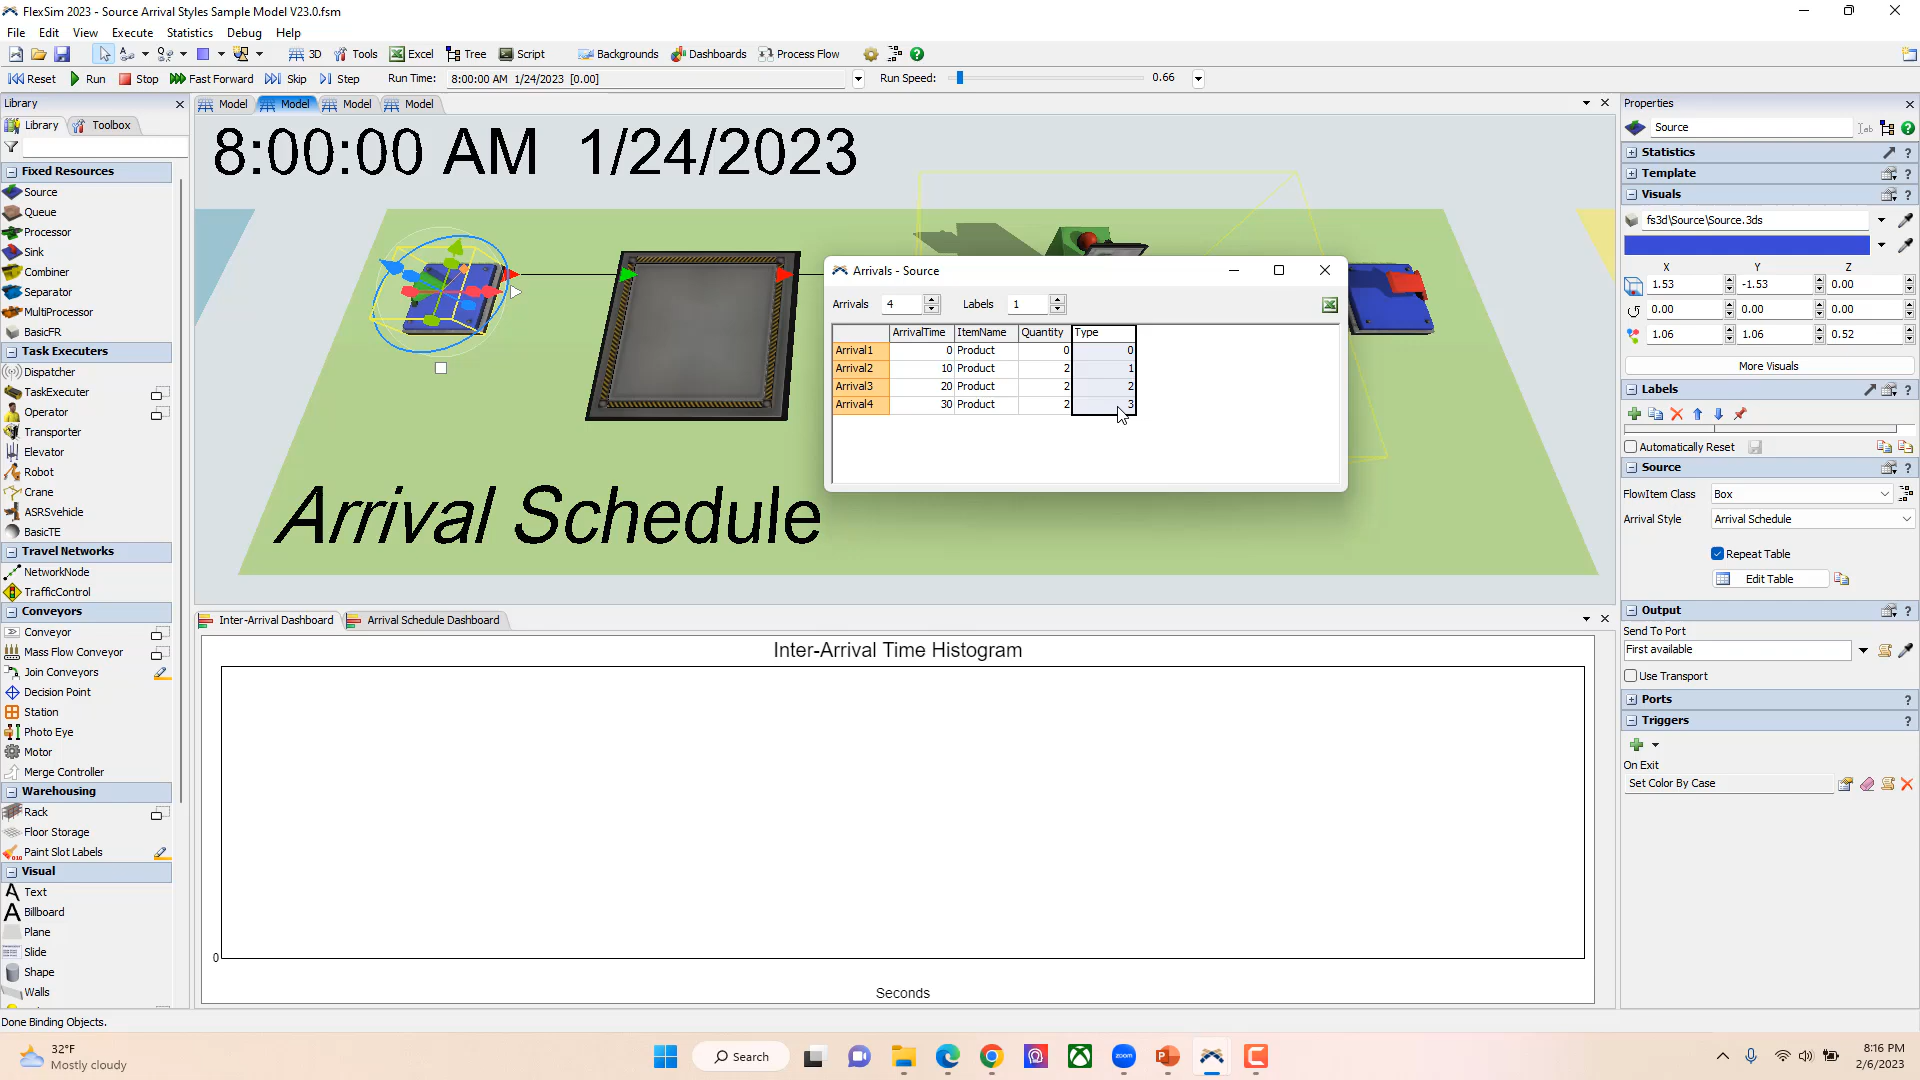 FlexSim 2023 - Source Arrival Styles Sample Model V23.0.fsm
File Edit View Execute Statistics Debug Help
3D Tools Excel Tree Script Backgrounds Dashboards Process Flow
Reset Run Stop Fast Forward Skip Step Run Time: 8:00:00 AM 1/24/2023 [0.00] Run Speed: 0.66
Library
Library Toolbox
Fixed Resources
Source
Queue
Processor
Sink
Combiner
Separator
MultiProcessor
BasicFR
Task Executers
Dispatcher
TaskExecuter
Operator
Transporter
Elevator
Robot
Crane
ASRSvehicle
BasicTE
Travel Networks
NetworkNode
TrafficControl
Conveyors
Conveyor
Mass Flow Conveyor
Join Conveyors
Decision Point
Station
Photo Eye
Motor
Merge Controller
Warehousing
Rack
Floor Storage
Paint Slot Labels
Visual
Text
Billboard
Plane
Slide
Shape
Walls
Model Model Model Model
8:00:00 AM 1/24/2023
Arrival Schedule
Arrivals - Source
Arrivals 4 Labels 1
ArrivalTime ItemName Quantity Type
Arrival1 0 Product 0 0
Arrival2 10 Product 2 1
Arrival3 20 Product 2 2
Arrival4 30 Product 2 3
Inter-Arrival Dashboard Arrival Schedule Dashboard
Inter-Arrival Time Histogram
0
Seconds
Properties
Source
Statistics
Template
Visuals
fs3d\Source\Source.3ds
X Y Z
1.53 -1.53 0.00
0.00 0.00 0.00
1.06 1.06 0.52
More Visuals
Labels
Automatically Reset
Source
FlowItem Class Box
Arrival Style Arrival Schedule
Repeat Table
Edit Table
Output
Send To Port
First available
Use Transport
Ports
Triggers
On Exit
Set Color By Case
Done Binding Objects.
32°F
Mostly cloudy
Search
zoom
8:16 PM
2/6/2023